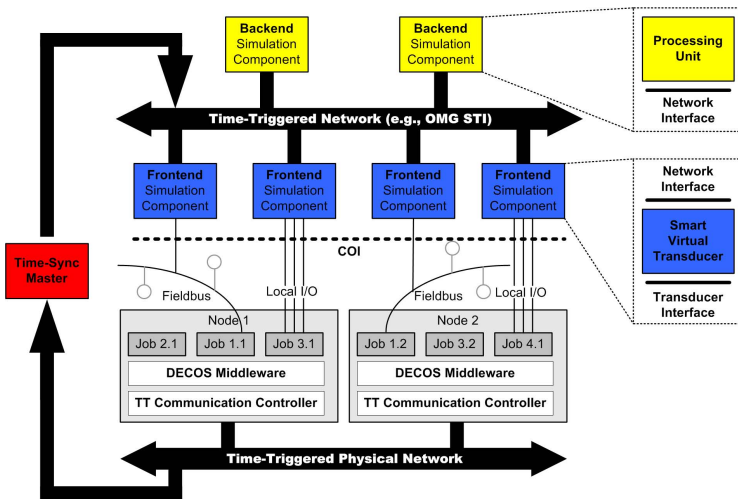 Backend
Simulation
Component
Backend
Simulation
Component
Processing
Unit
Network
Interface
Time-Triggered Network (e.g., OMG STI)
Frontend
Simulation
Component
Frontend
Simulation
Component
Frontend
Simulation
Component
Frontend
Simulation
Component
Network
Interface
Smart
Virtual
Transducer
Transducer
Interface
COI
Time-Sync
Master
Fieldbus
Local I/O
Fieldbus
Local I/O
Node 1
Job 2.1
Job 1.1
Job 3.1
DECOS Middleware
TT Communication Controller
Node 2
Job 1.2
Job 3.2
Job 4.1
DECOS Middleware
TT Communication Controller
Time-Triggered Physical Network